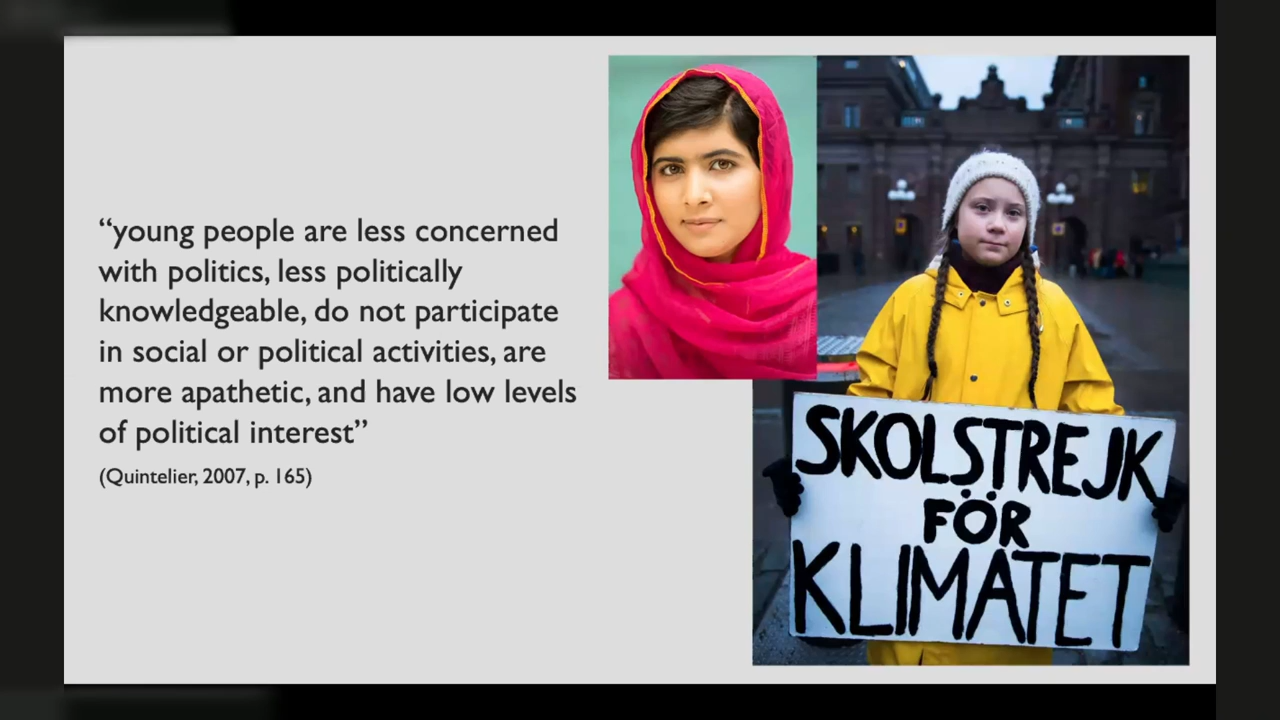 “young people are less concerned
with politics, less politically
knowledgeable, do not participate
in social or political activities, are
more apathetic, and have low levels
of political interest”
(Quintelier, 2007, p. 165)
SKOLSTREJK
FÖR
KLIMATET